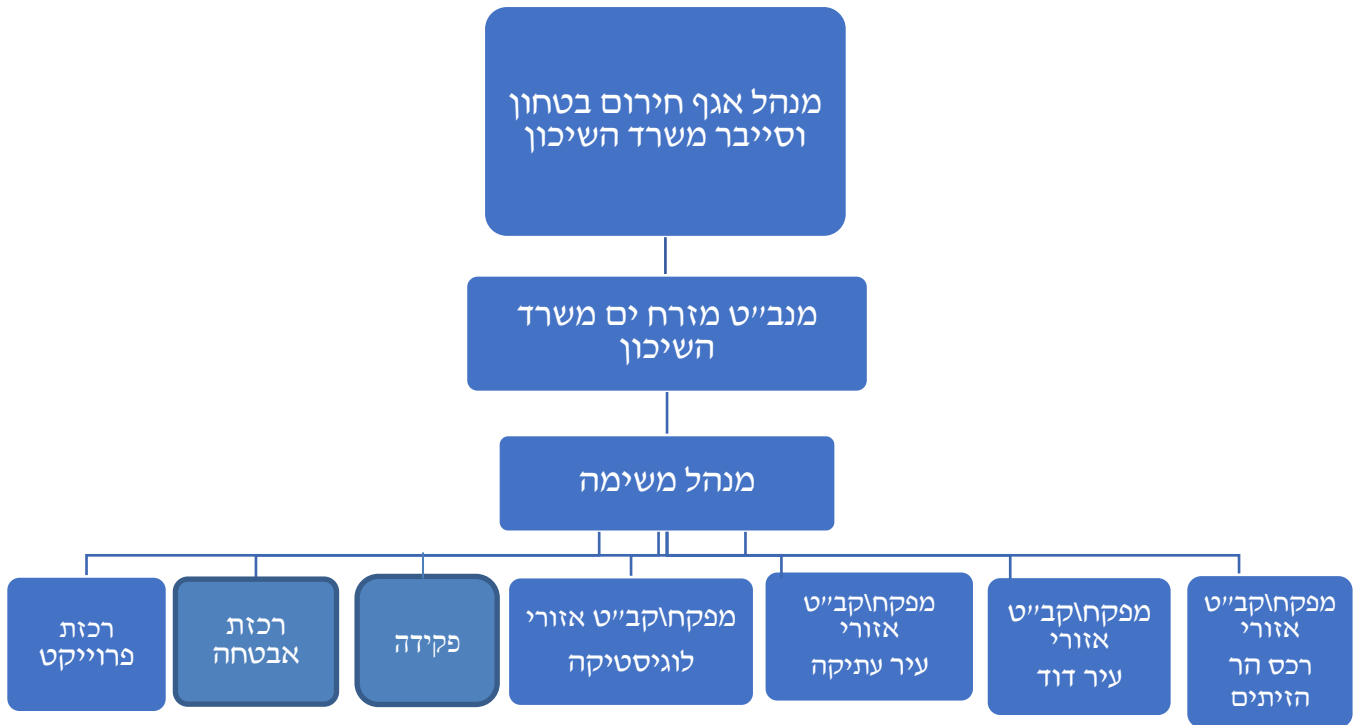 מנהל אגף חירום בטחון
וסייבר משרד השיכון
מנב״ט מזרח ים משרד
השיכון
מנהל משימה
מפקח\קב״ט
אזורי
רכס הר
הזיתים
מפקח\קב״ט
אזורי
עיר דוד
מפקח\קב״ט
אזורי
עיר עתיקה
מפקח\קב״ט אזורי
לוגיסטיקה
פקידה
רכזת
אבטחה
רכזת
פרוייקט